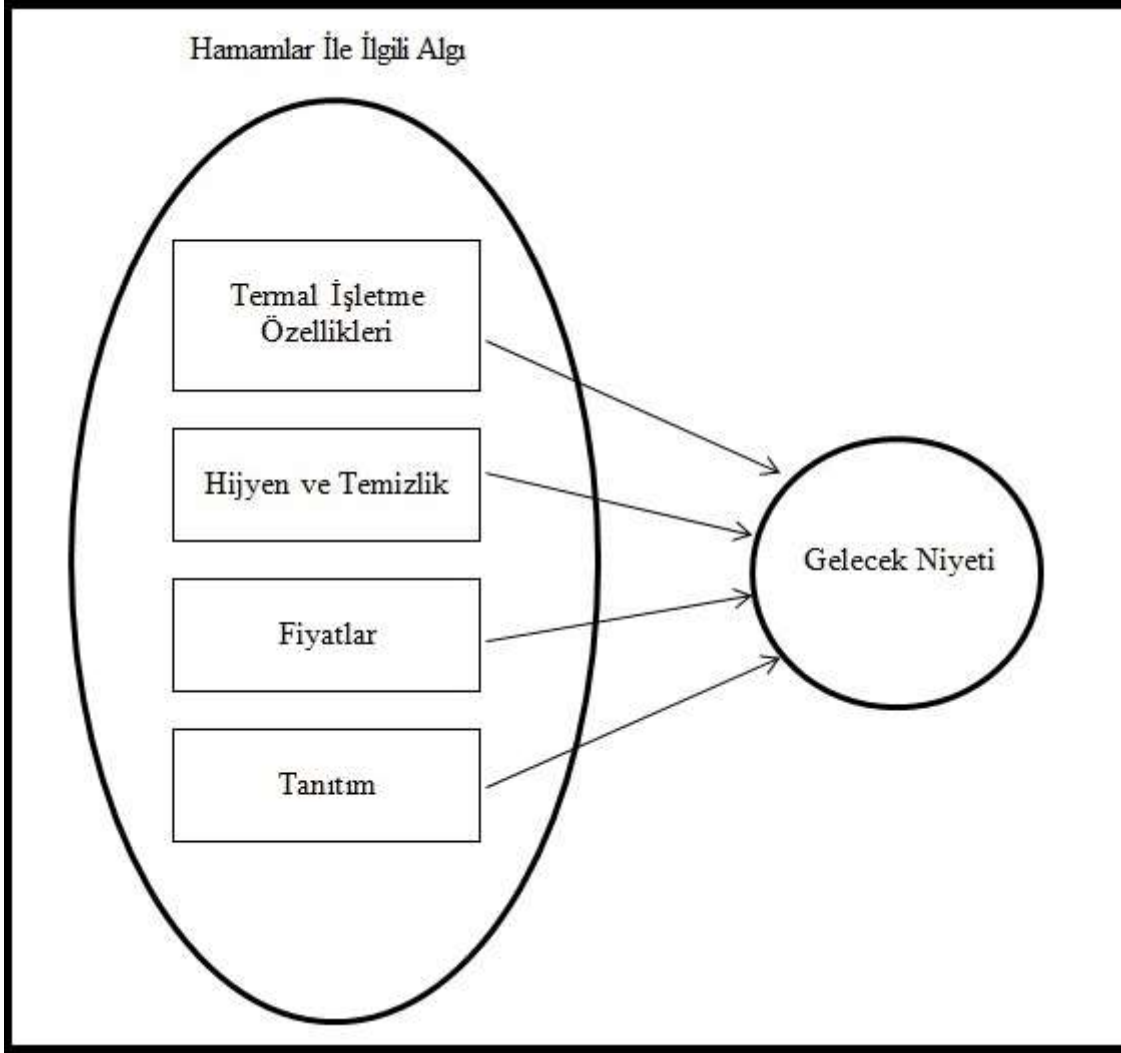 Hamamlar İle İlgili Algı
Termal İşletme
Özellikleri
Hijyen ve Temizlik
Fiyatlar
Tanıtım
Gelecek Niyeti